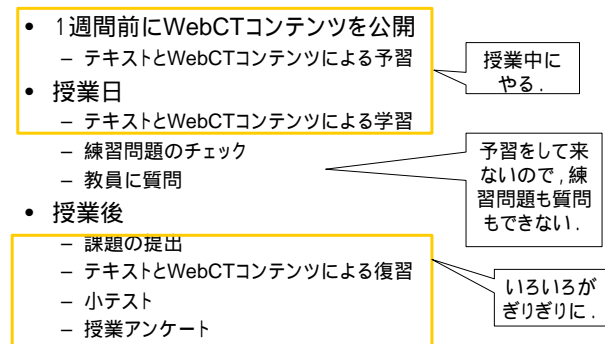 • 1週間前にWebCTコンテンツを公開
– テキストとWebCTコンテンツによる予習
授業中に
やる.
• 授業日
– テキストとWebCTコンテンツによる学習
– 練習問題のチェック
– 教員に質問
予習をして来
ないので,練
習問題も質問
もできない.
• 授業後
– 課題の提出
– テキストとWebCTコンテンツによる復習
– 小テスト
– 授業アンケート
いろいろが
ぎりぎりに.